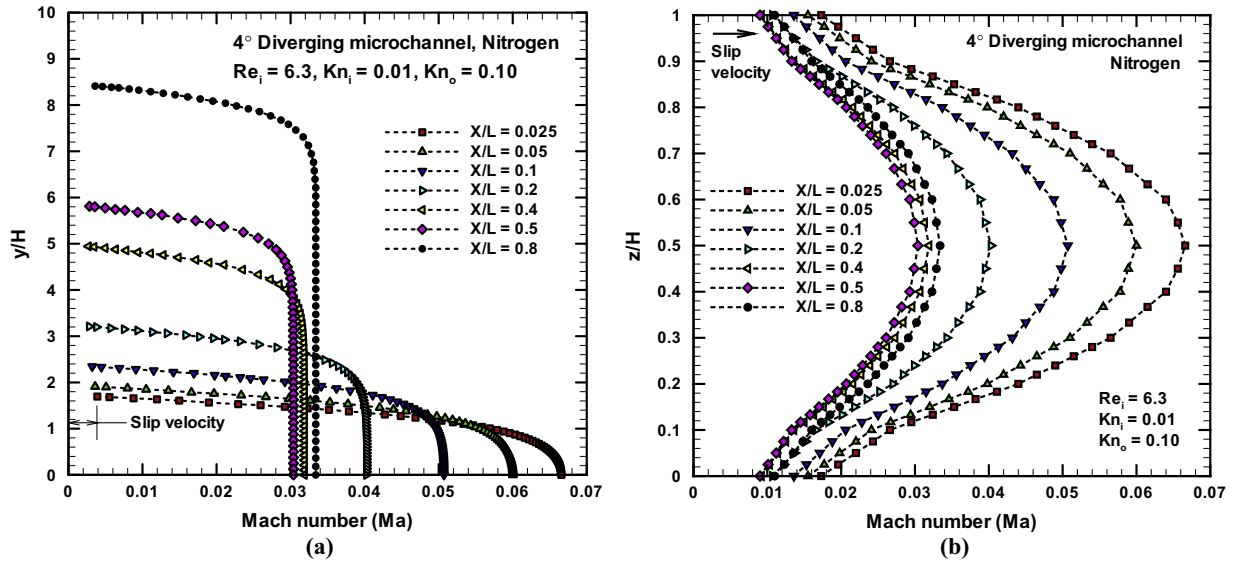 (a)
10
9
8
7
6
5
4
3
2
1
0
y/H
4° Diverging microchannel, Nitrogen
Re_i = 6.3, Kn_i = 0.01, Kn_o = 0.10
X/L = 0.025
X/L = 0.05
X/L = 0.1
X/L = 0.2
X/L = 0.4
X/L = 0.5
X/L = 0.8
Slip velocity
0 0.01 0.02 0.03 0.04 0.05 0.06 0.07
Mach number (Ma)
(a)
1
0.9
0.8
0.7
0.6
0.5
0.4
0.3
0.2
0.1
0
z/H
Slip
velocity
4° Diverging microchannel
Nitrogen
X/L = 0.025
X/L = 0.05
X/L = 0.1
X/L = 0.2
X/L = 0.4
X/L = 0.5
X/L = 0.8
Re_i = 6.3
Kn_i = 0.01
Kn_o = 0.10
0 0.01 0.02 0.03 0.04 0.05 0.06 0.07
Mach number (Ma)
(b)